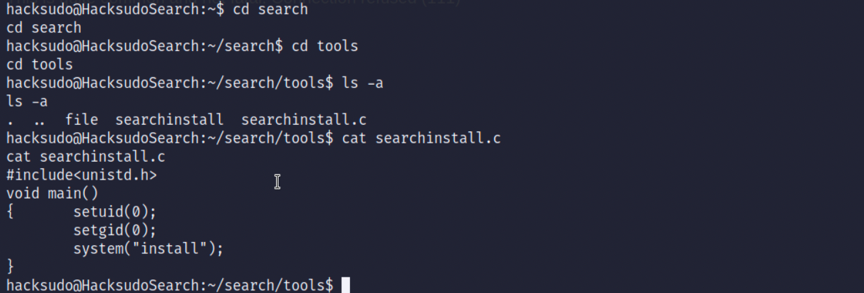 hacksudo@HacksudoSearch:~$ cd search
cd search
hacksudo@HacksudoSearch:~/search$ cd tools
cd tools
hacksudo@HacksudoSearch:~/search/tools$ ls -a
ls -a
.  ..  file  searchinstall  searchinstall.c
hacksudo@HacksudoSearch:~/search/tools$ cat searchinstall.c
cat searchinstall.c
#include<unistd.h>
void main()
{       setuid(0);
        setgid(0);
        system("install");
}
hacksudo@HacksudoSearch:~/search/tools$